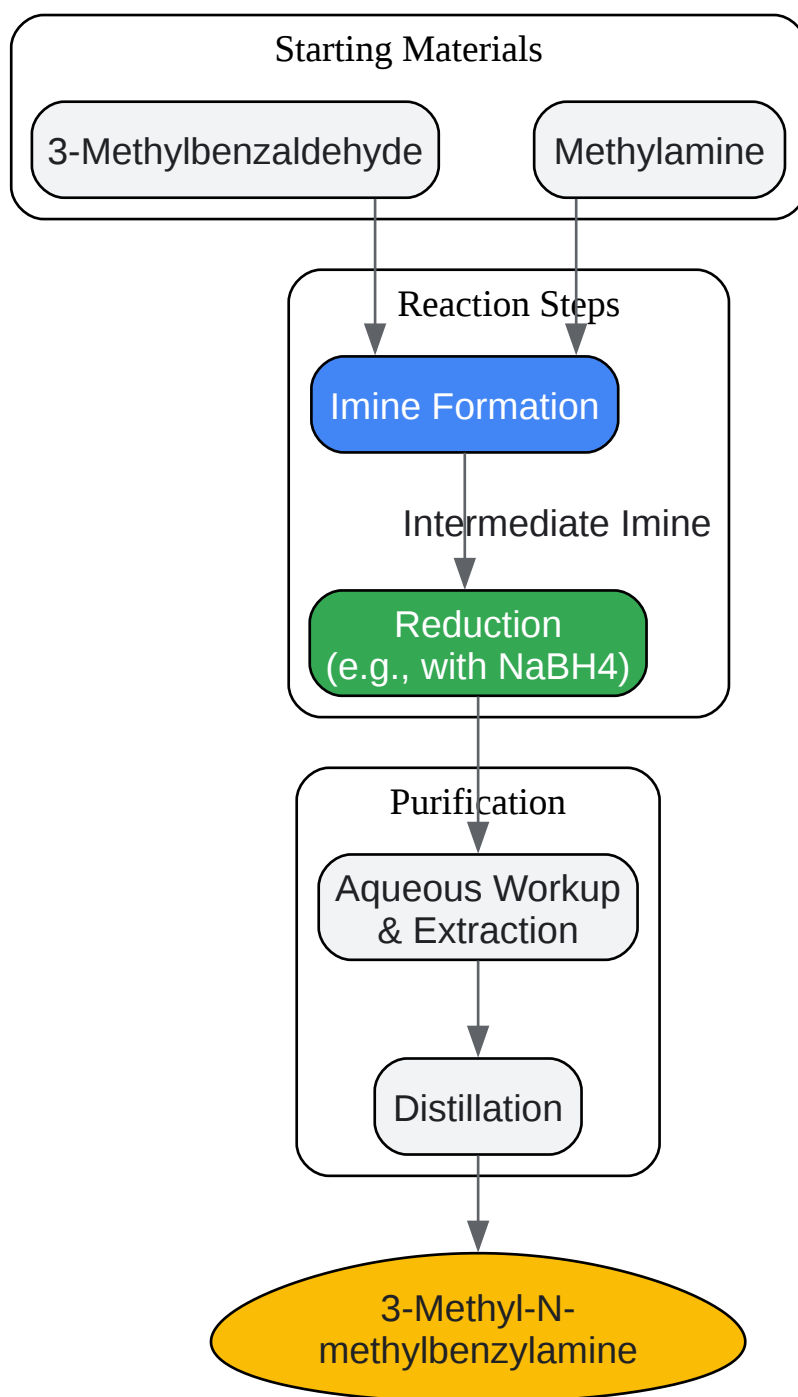 Starting Materials
3-Methylbenzaldehyde
Methylamine
Reaction Steps
Imine Formation
Intermediate Imine
Reduction
(e.g., with NaBH4)
Purification
Aqueous Workup
& Extraction
Distillation
3-Methyl-N-
methylbenzylamine